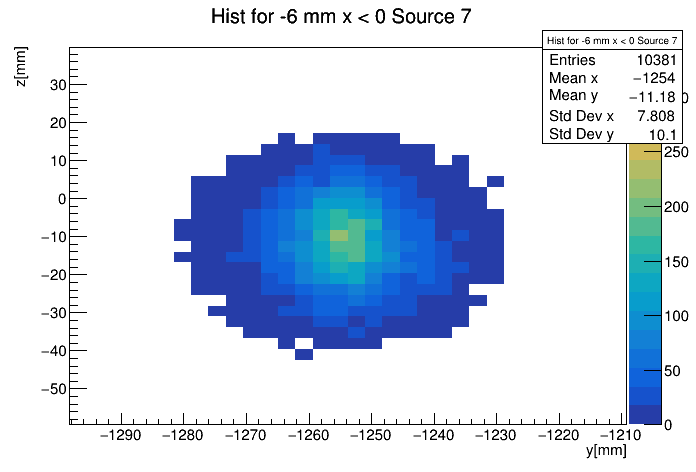 Hist for -6 mm x < 0 Source 7
z[mm]
Hist for -6 mm x < 0 Source 7
Entries 10381
Mean x −1254
Mean y −11.18
Std Dev x 7.808
Std Dev y 10.1
30
20
10
0
−10
−20
−30
−40
−50
0
250
200
150
100
50
0
−1290 −1280 −1270 −1260 −1250 −1240 −1230 −1220 −1210
y[mm]